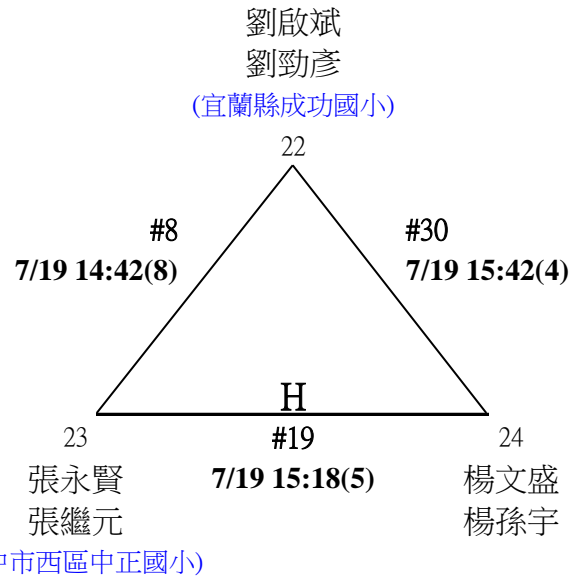 劉啟斌
劉勁彥
(宜蘭縣成功國小)
22
#8
7/19 14:42(8)
#30
7/19 15:42(4)
H
23
#19
24
張永賢
7/19 15:18(5)
楊文盛
張繼元
楊孫宇
市西區中正國小)